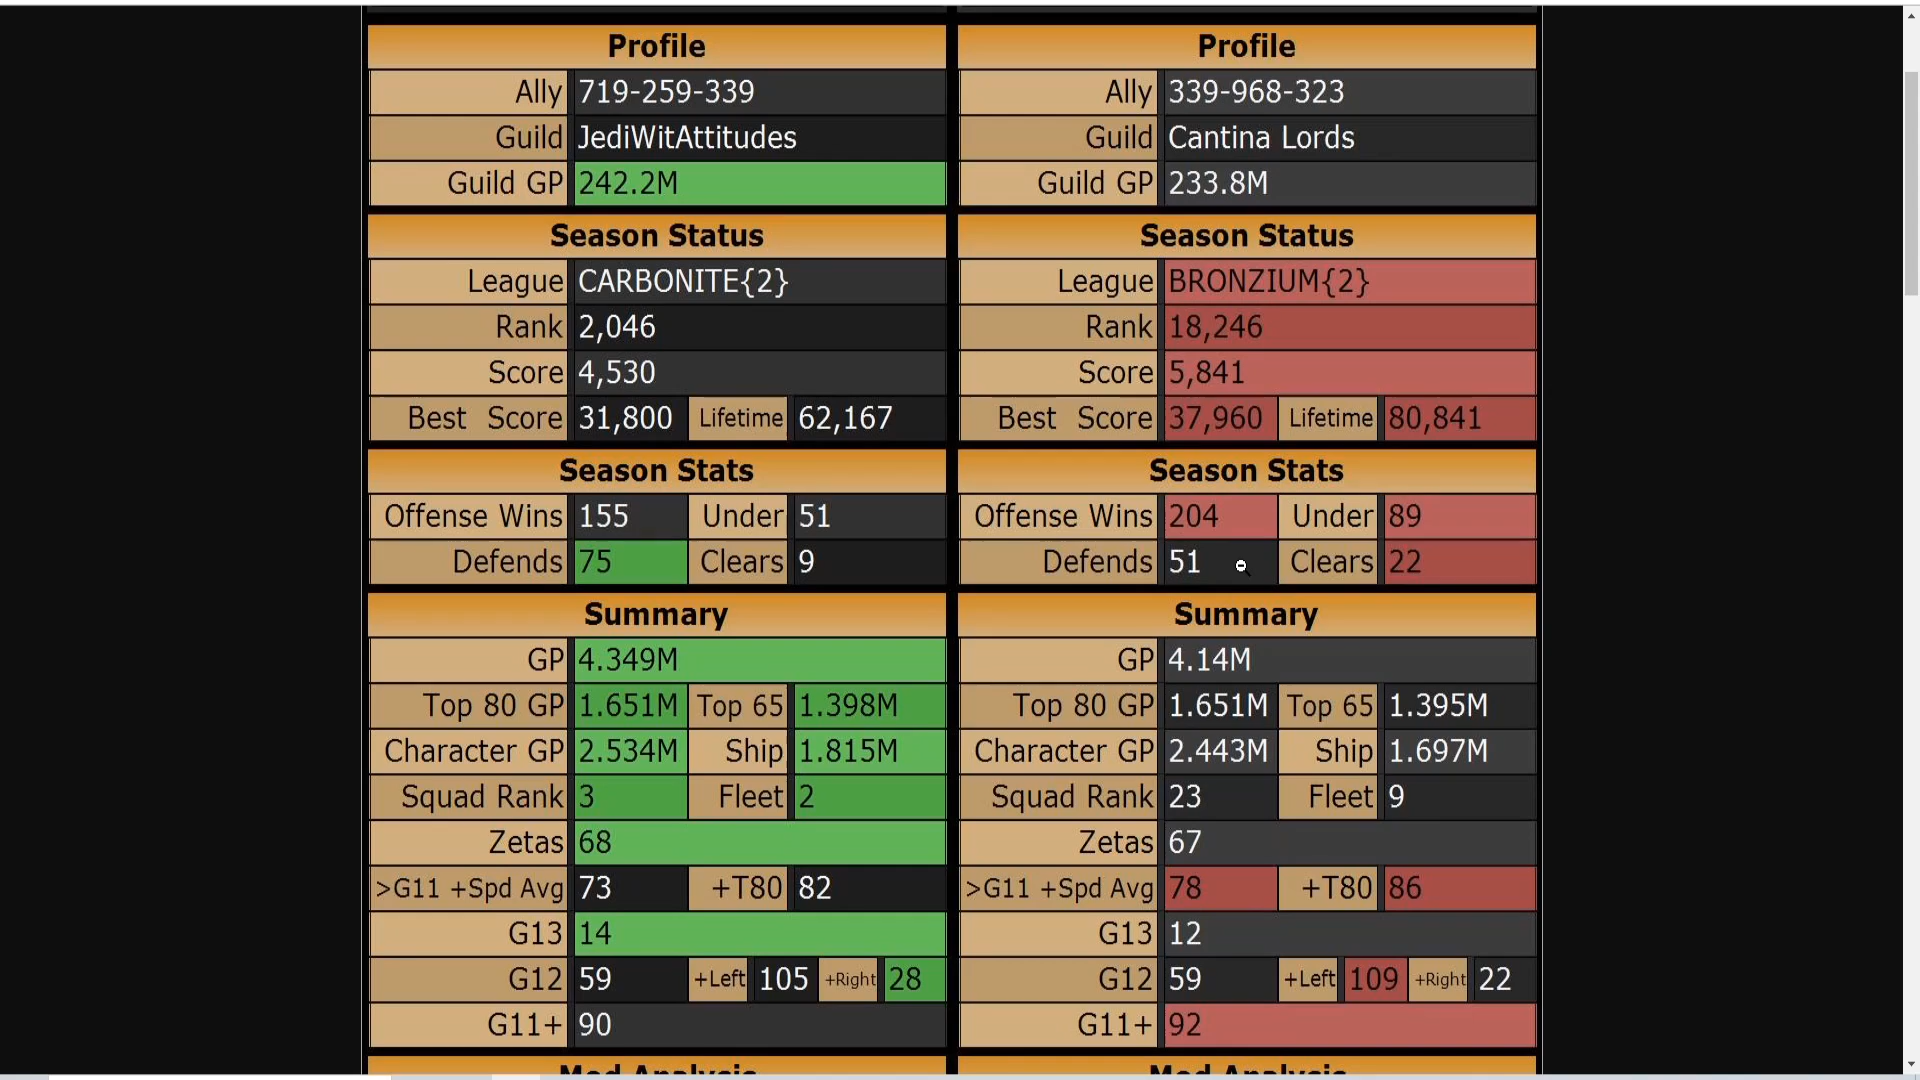 Profile
Ally 719-259-339
Guild JediWitAttitudes
Guild GP 242.2M
Season Status
League CARBONITE{2}
Rank 2,046
Score 4,530
Best Score 31,800 Lifetime 62,167
Season Stats
Offense Wins 155 Under 51
Defends 75 Clears 9
Summary
GP 4.349M
Top 80 GP 1.651M Top 65 1.398M
Character GP 2.534M Ship 1.815M
Squad Rank 3 Fleet 2
Zetas 68
>G11 +Spd Avg 73 +T80 82
G13 14
G12 59 +Left 105 +Right 28
G11+ 90
Mod Analysis
Profile
Ally 339-968-323
Guild Cantina Lords
Guild GP 233.8M
Season Status
League BRONZIUM{2}
Rank 18,246
Score 5,841
Best Score 37,960 Lifetime 80,841
Season Stats
Offense Wins 204 Under 89
Defends 51 Clears 22
Summary
GP 4.14M
Top 80 GP 1.651M Top 65 1.395M
Character GP 2.443M Ship 1.697M
Squad Rank 23 Fleet 9
Zetas 67
>G11 +Spd Avg 78 +T80 86
G13 12
G12 59 +Left 109 +Right 22
G11+ 92
Mod Analysis